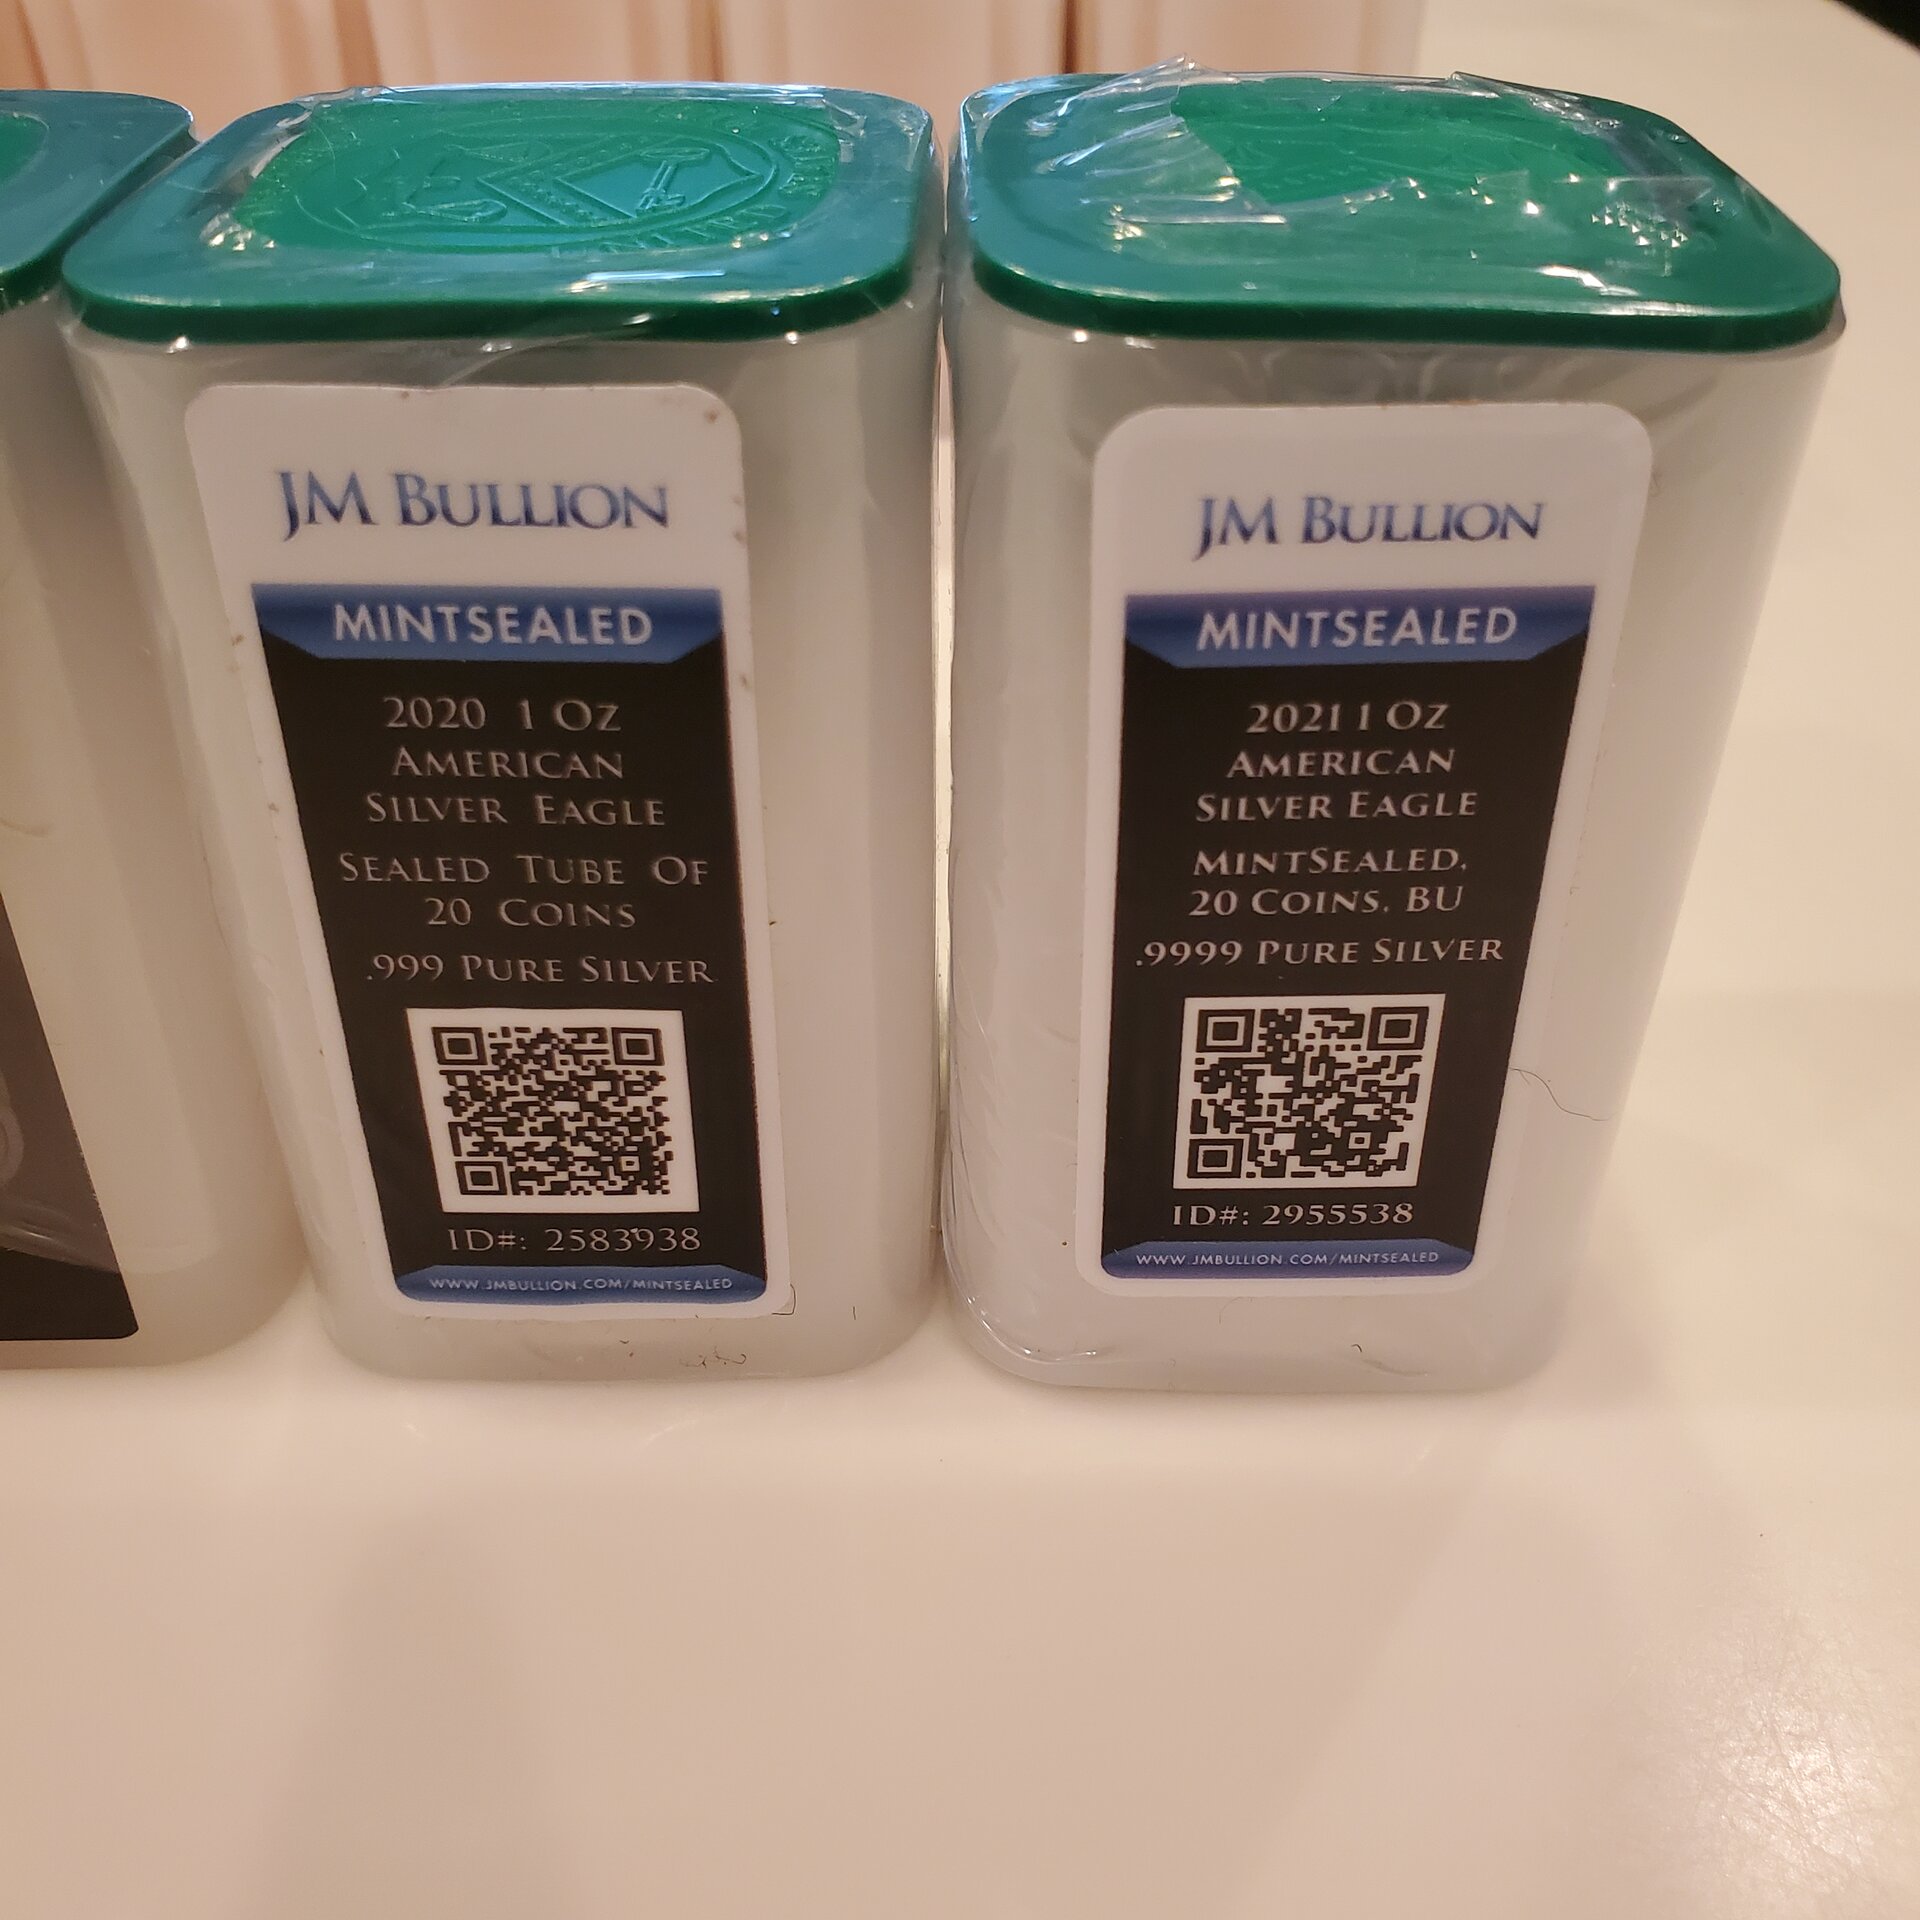 UNITED STATES
JM BULLION
MINTSEALED
2020 1 OZ
AMERICAN
SILVER EAGLE
SEALED TUBE OF
20 COINS
.999 PURE SILVER
ID#: 2583938
WWW.JMBULLION.COM/MINTSEALED
JM BULLION
MINTSEALED
2021 1 OZ
AMERICAN
SILVER EAGLE
MINTSEALED,
20 COINS, BU
.9999 PURE SILVER
ID#: 2955538
WWW.JMBULLION.COM/MINTSEALED